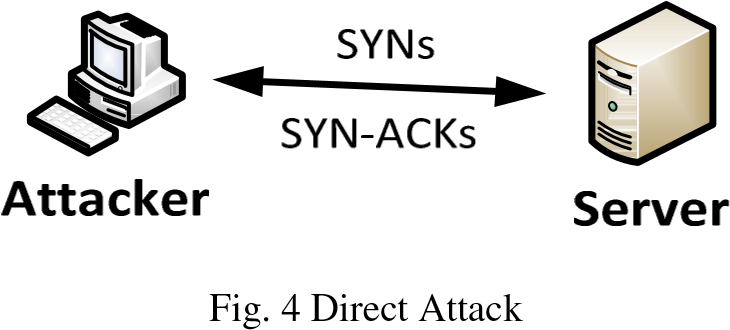 SYNs
SYN-ACKs
Attacker
Server
Fig. 4 Direct Attack